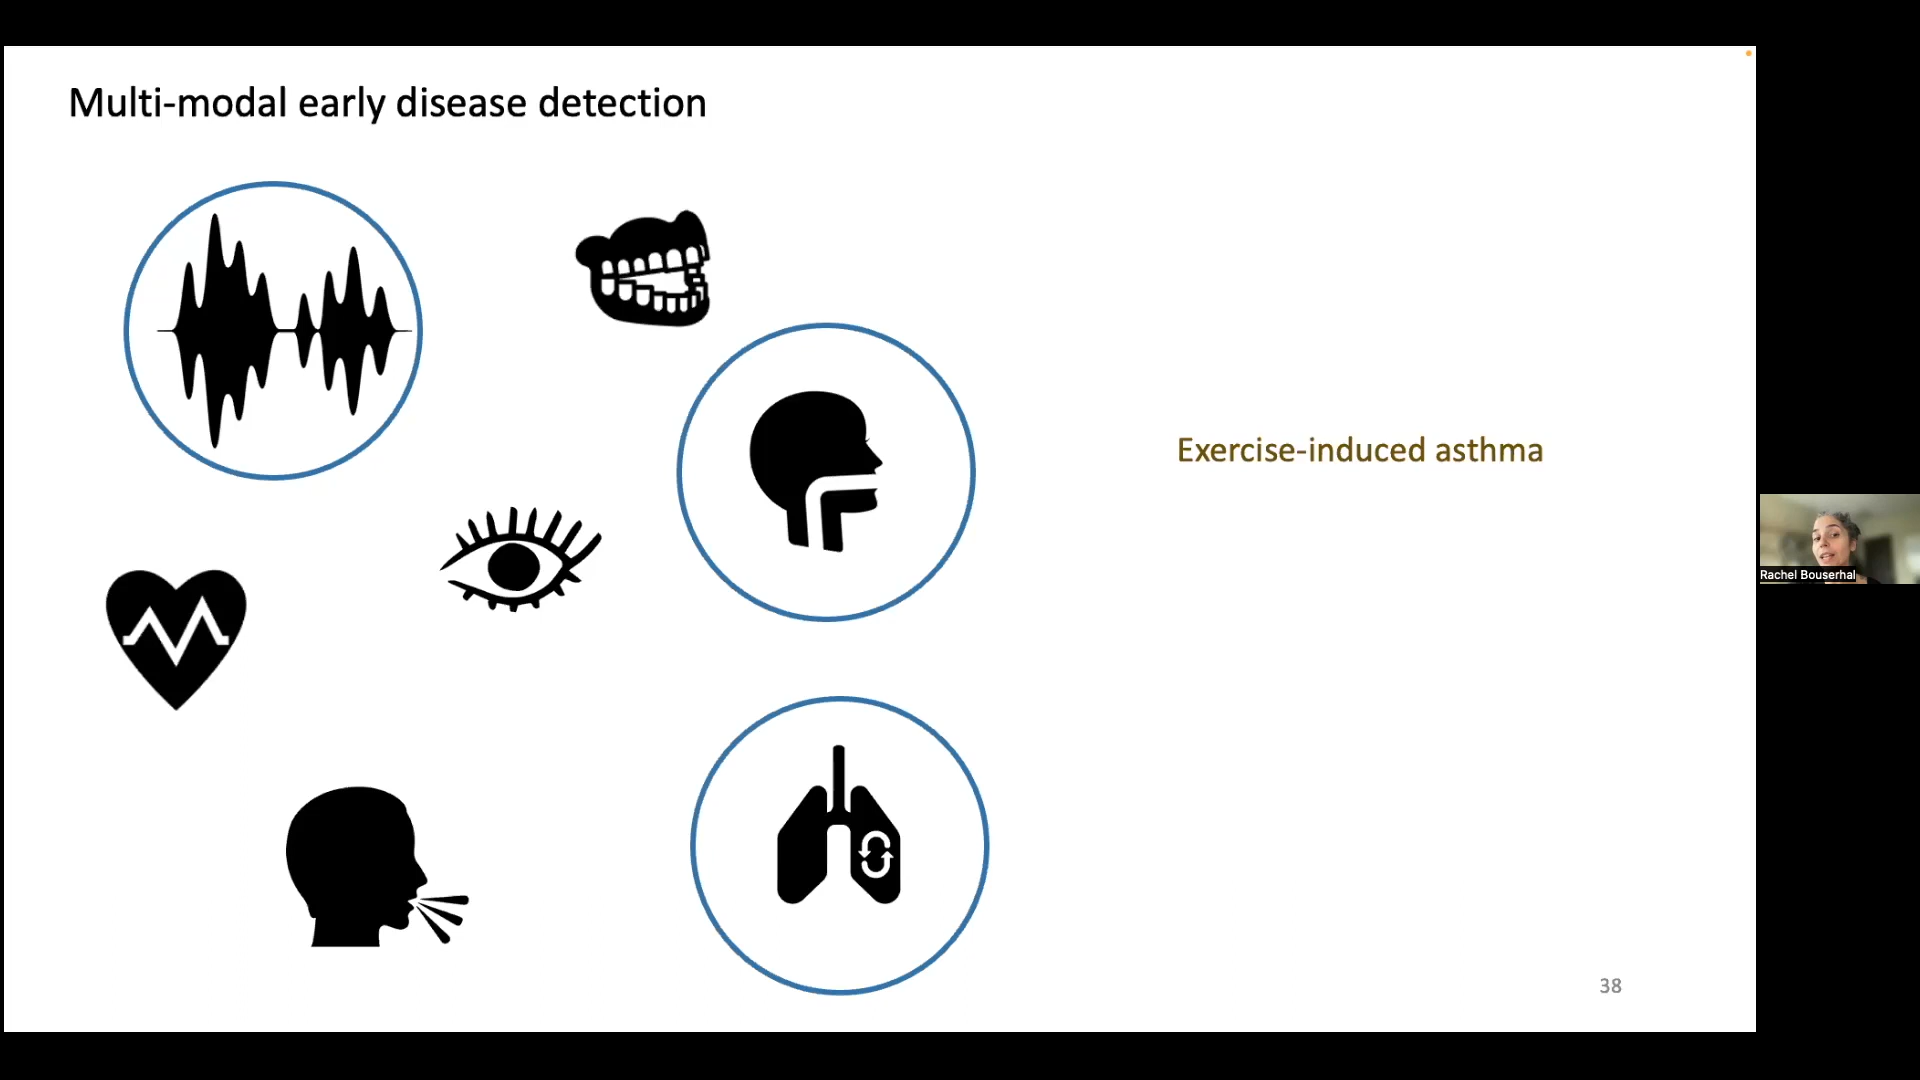 Multi-modal early disease detection
Exercise-induced asthma
Rachel Bouserhal
38